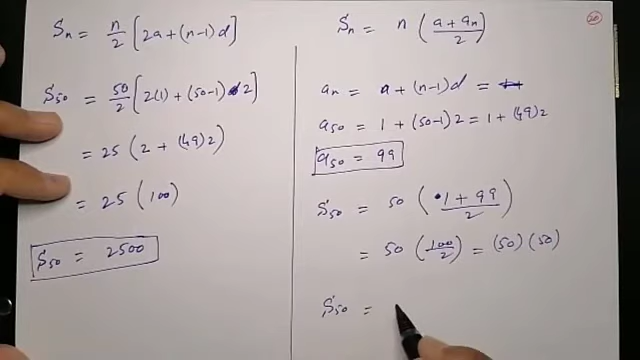 Sn = n/2 [2a+(n-1)d]
S50 = 50/2 [2(1) + (50-1) 2]
= 25 (2 + (49)2)
= 25 (100)
S50 = 2500
20
Sn = n (a + an / 2)
an = a + (n-1)d =
a50 = 1 + (50-1)2 = 1 + (49)2
a50 = 99
S50 = 50 (1 + 99 / 2)
= 50 (100/2) = (50) (50)
S50 =